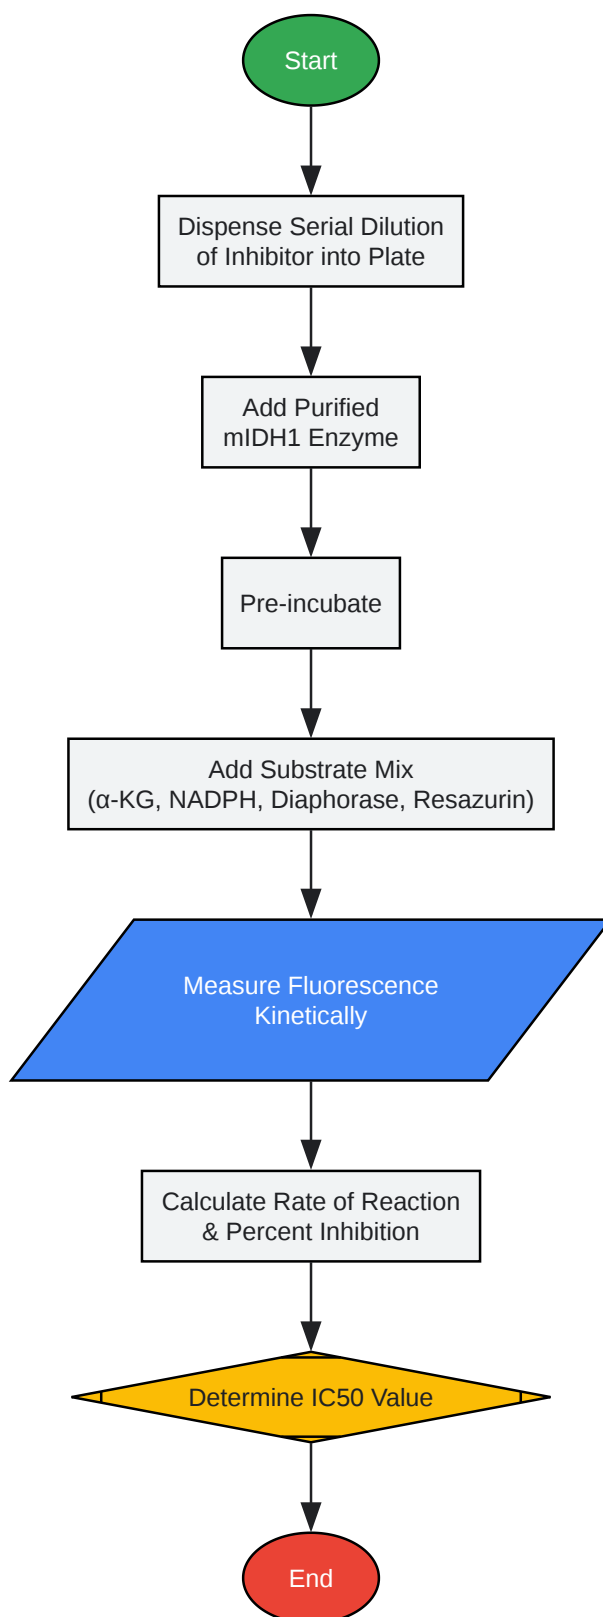 Start
Dispense Serial Dilution
of Inhibitor into Plate
Add Purified
mIDH1 Enzyme
Pre-incubate
Add Substrate Mix
(α-KG, NADPH, Diaphorase, Resazurin)
Measure Fluorescence
Kinetically
Calculate Rate of Reaction
& Percent Inhibition
Determine IC50 Value
End